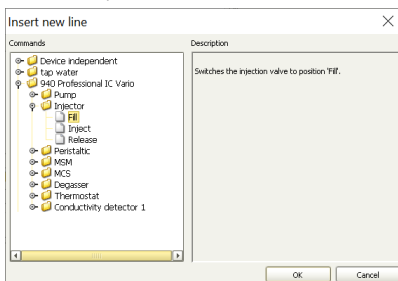 Insert new line
Commands
Description
Device independent
tap water
940 Professional IC Vario
Pump
Injector
Fill
Inject
Release
Peristaltic
MSM
MCS
Degasser
Thermostat
Conductivity detector 1
Switches the injection valve to position 'Fill'.
OK
Cancel